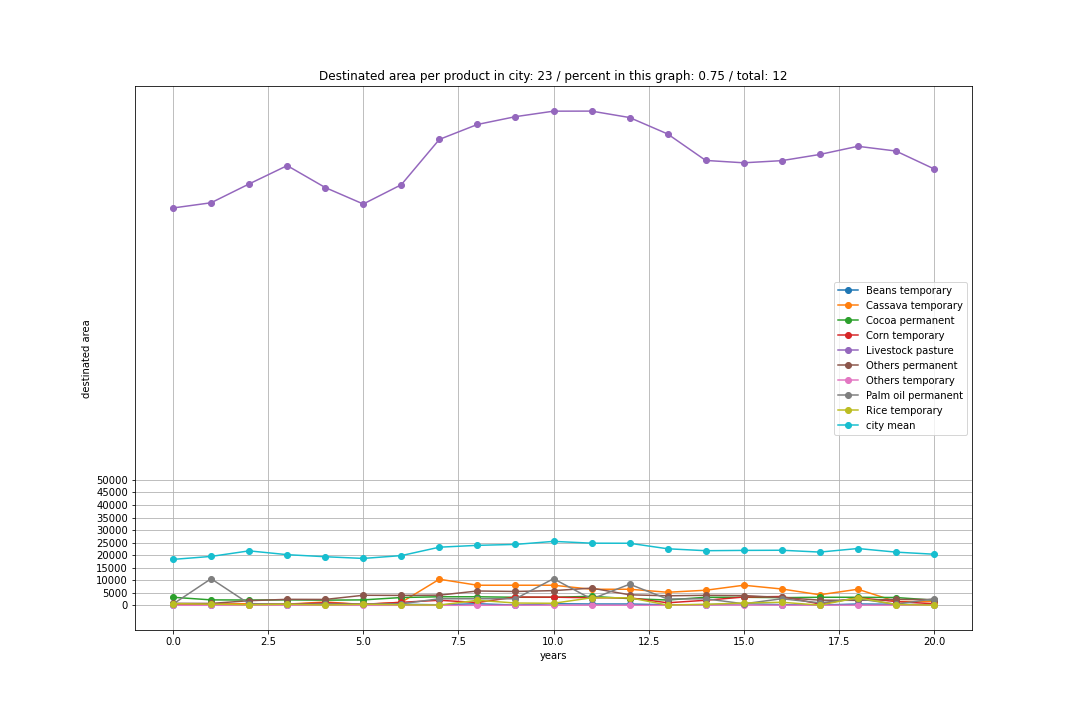 Destinated area per product in city: 23 / percent in this graph: 0.75 / total: 12
destinated area
50000
45000
40000
35000
30000
25000
20000
15000
10000
5000
0
Beans temporary
Cassava temporary
Cocoa permanent
Corn temporary
Livestock pasture
Others permanent
Others temporary
Palm oil permanent
Rice temporary
city mean
0.0 2.5 5.0 7.5 10.0 12.5 15.0 17.5 20.0
years